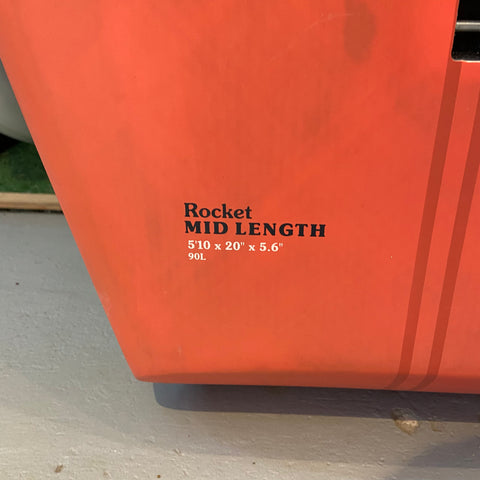 Rocket
MID LENGTH
5'10 x 20" x 5.6"
90L